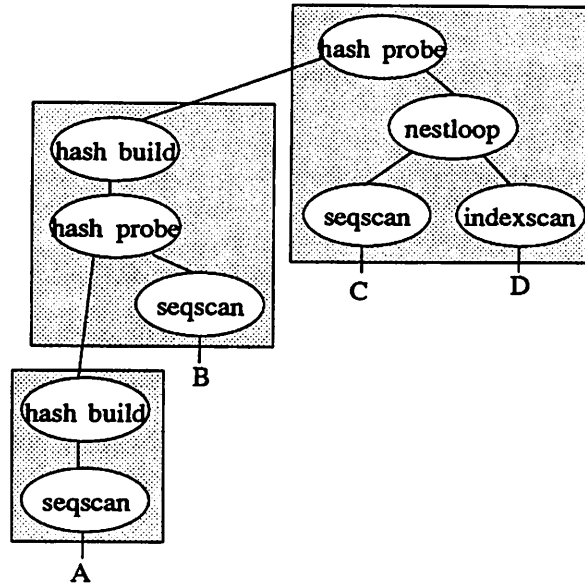 hash probe
nestloop
seqscan
indexscan
C
D
hash build
hash probe
seqscan
B
hash build
seqscan
A